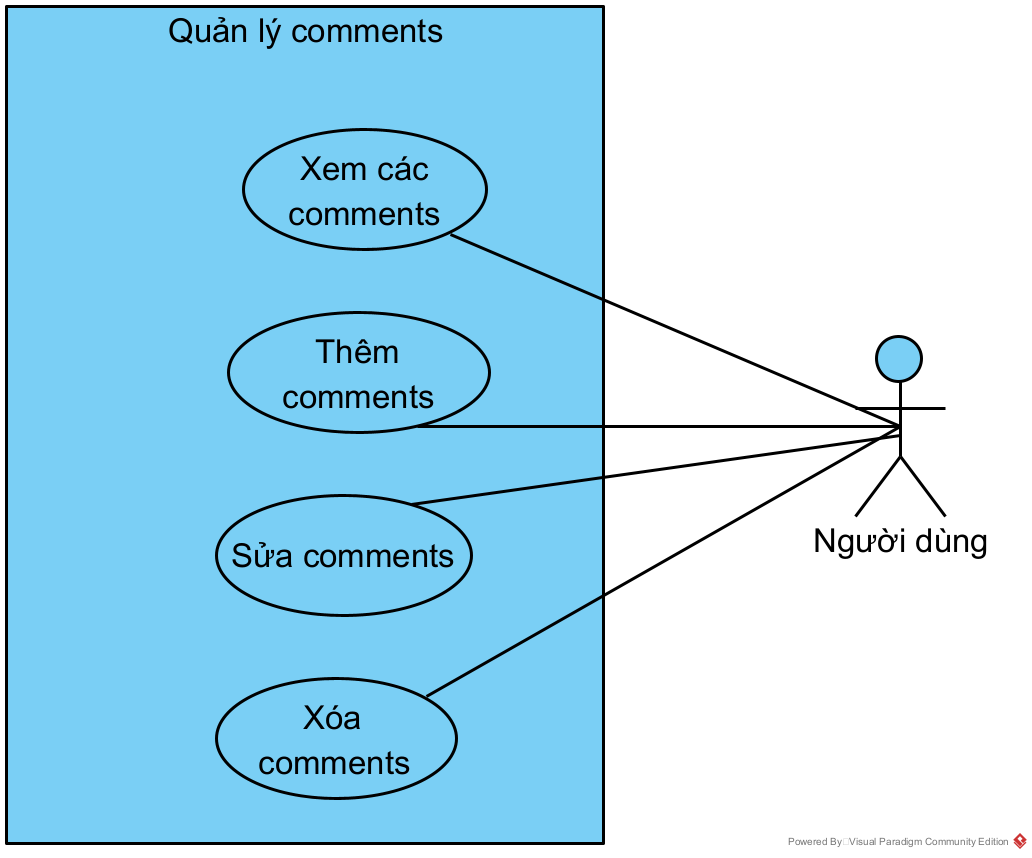 Quản lý comments
Xem các
comments
Thêm
comments
Sửa comments
Xóa
comments
Người dùng
Powered By Visual Paradigm Community Edition